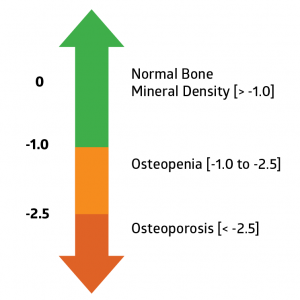 0
Normal Bone
Mineral Density [> -1.0]
-1.0
Osteopenia [-1.0 to -2.5]
-2.5
Osteoporosis [< -2.5]